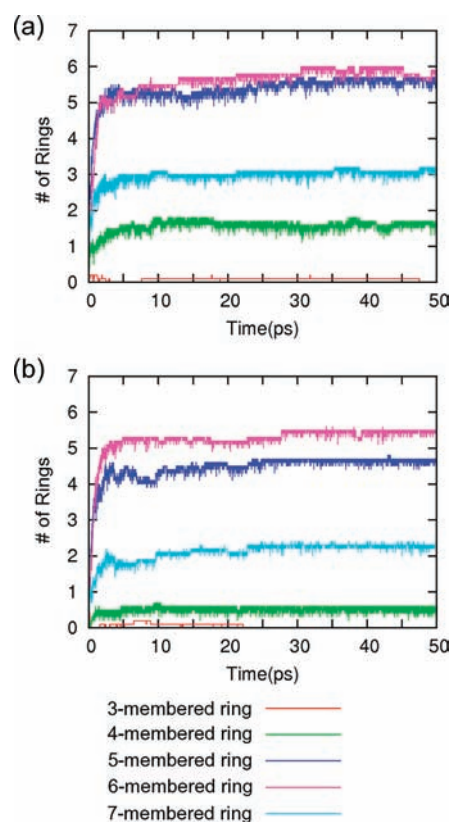 (a)
7
6
5
4
3
2
1
0
# of Rings
0 10 20 30 40 50
Time(ps)
(b)
7
6
5
4
3
2
1
0
# of Rings
0 10 20 30 40 50
Time(ps)
3-membered ring
4-membered ring
5-membered ring
6-membered ring
7-membered ring